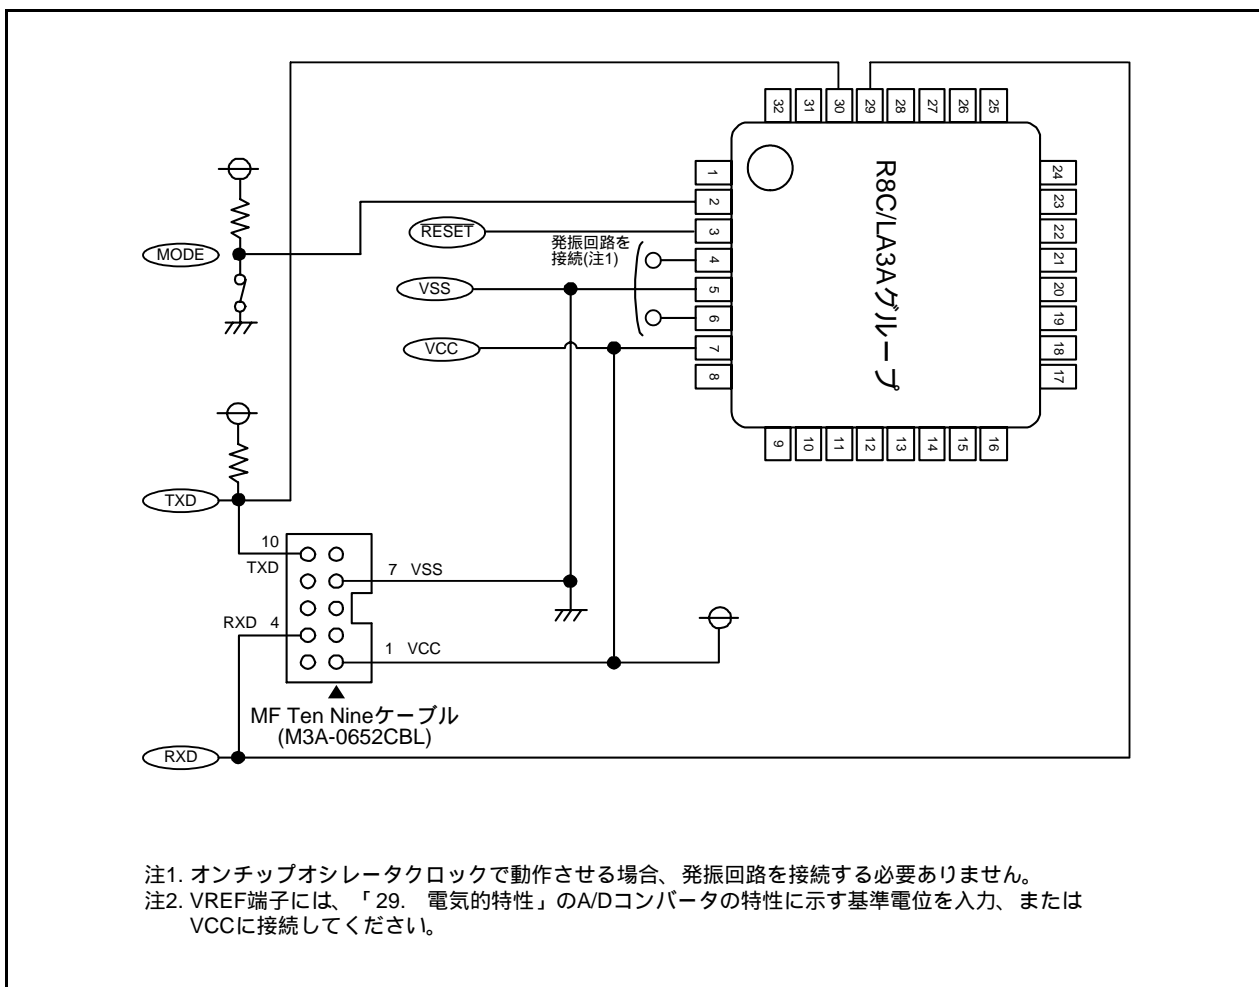 32 31 30 29 28 27 26 25
1
2
3
4
5
6
7
8
R8C/LA3Aグループ
24
23
22
21
20
19
18
17
9 10 11 12 13 14 15 16
MODE
RESET
発振回路を
接続(注1)
VSS
VCC
TXD
10
TXD
7 VSS
RXD 4
1 VCC
MF Ten Nineケーブル
(M3A-0652CBL)
RXD
注1. オンチップオシレータクロックで動作させる場合、発振回路を接続する必要ありません。
注2. VREF端子には、「29. 電気的特性」のA/Dコンバータの特性に示す基準電位を入力、または
VCCに接続してください。